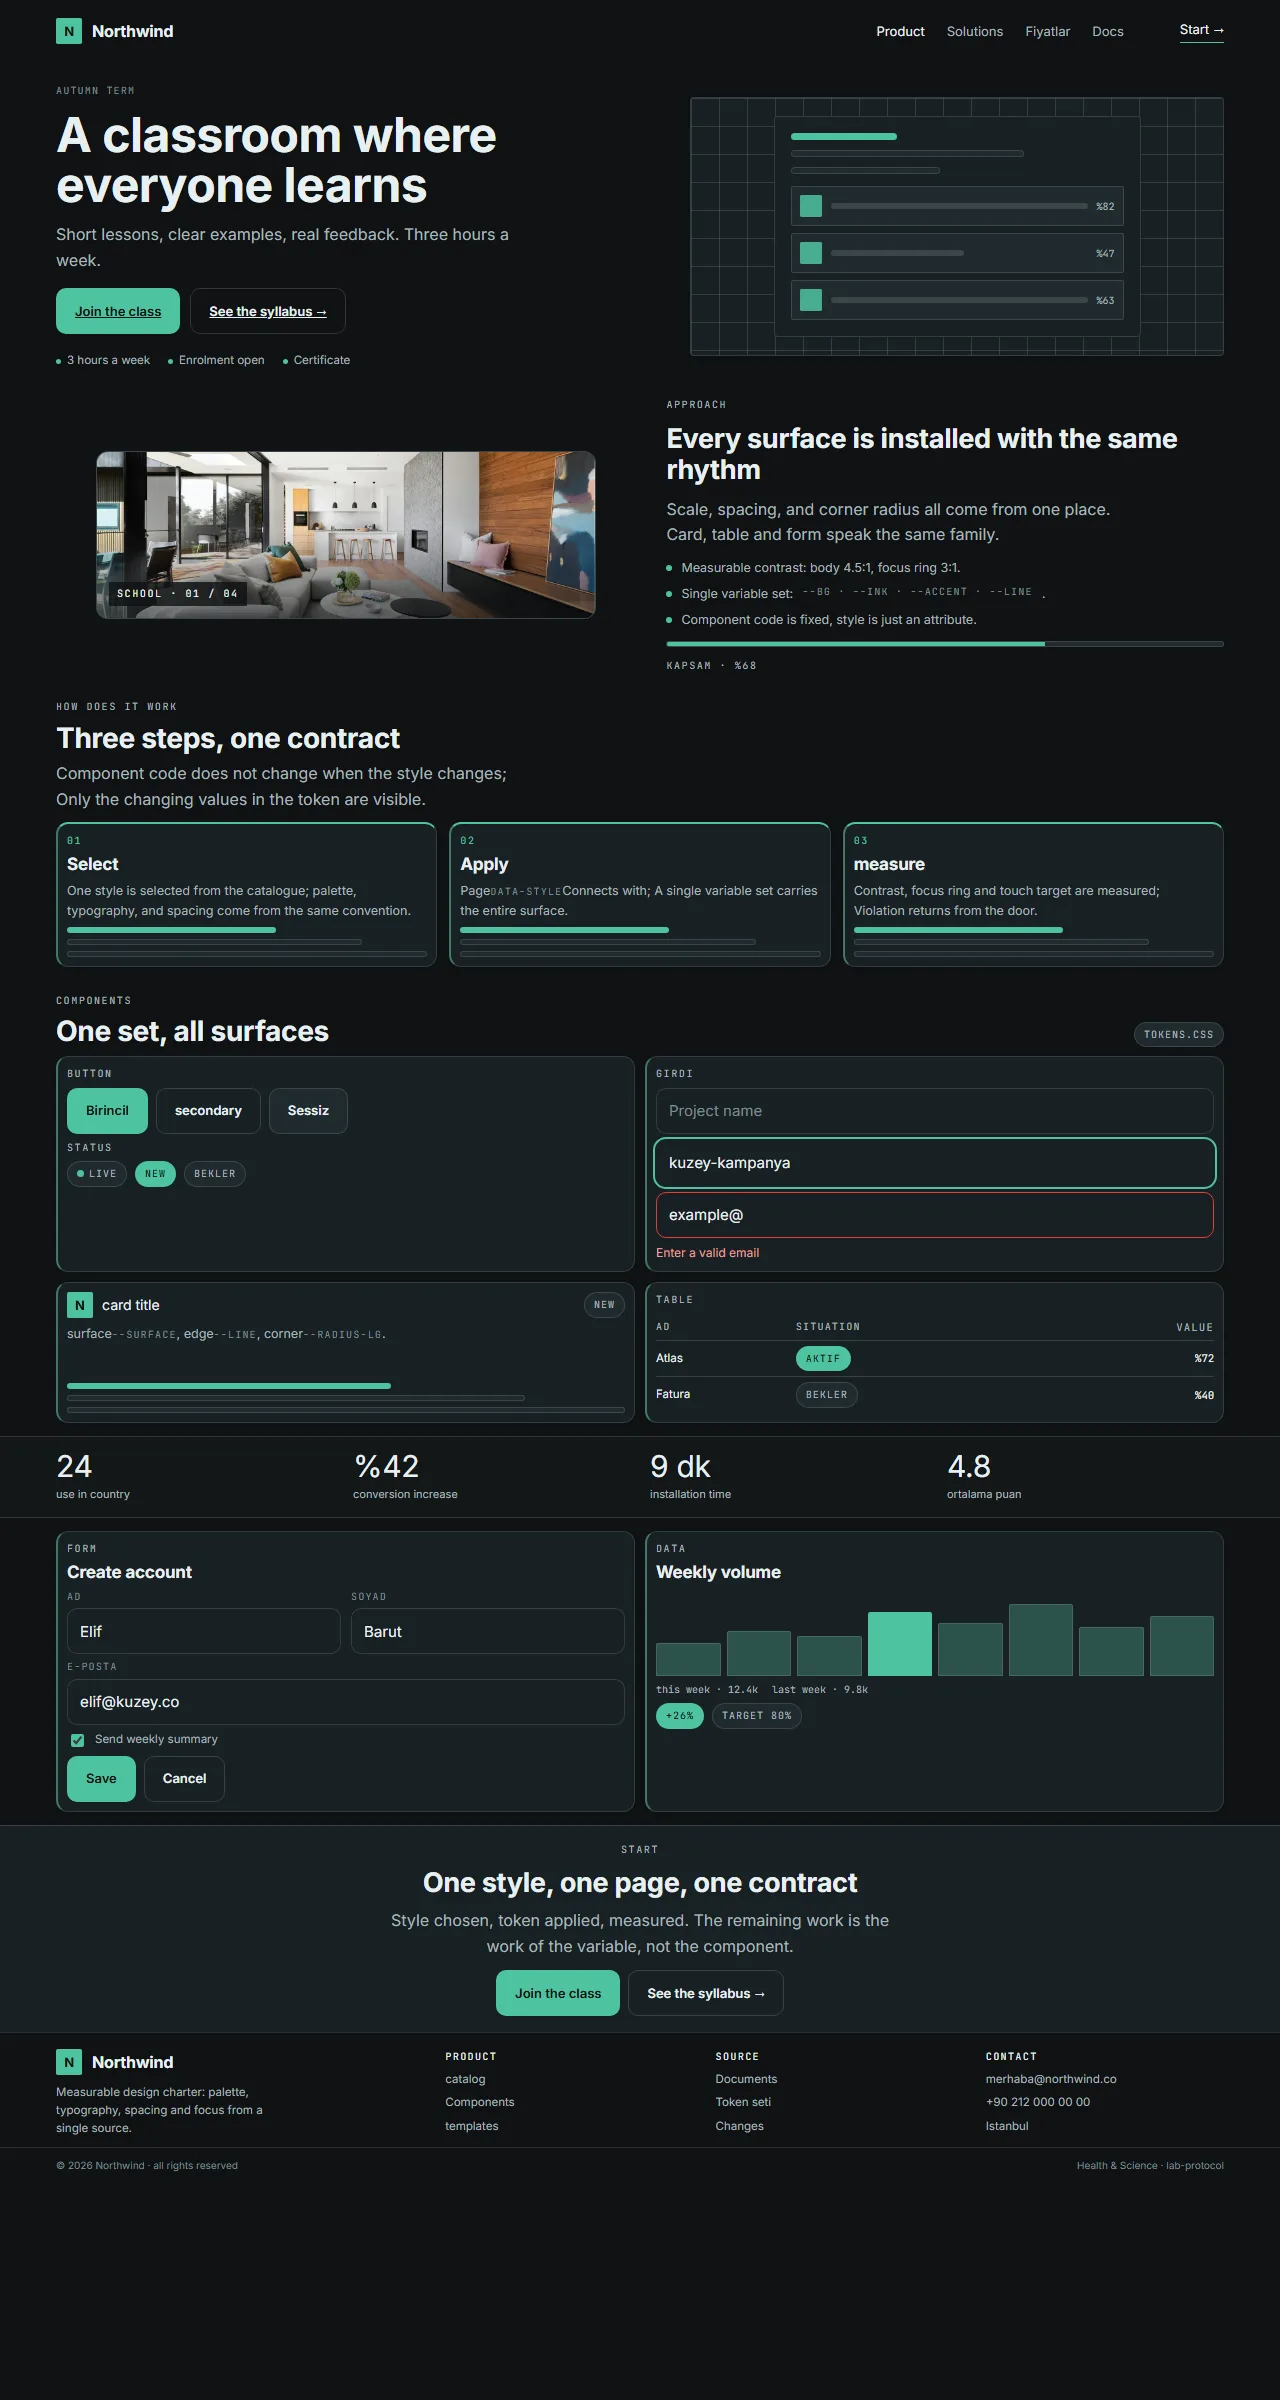 N Northwind
Product Solutions Fiyatlar Docs Start →
AUTUMN TERM
A classroom where
everyone learns
Short lessons, clear examples, real feedback. Three hours a
week.
Join the class See the syllabus →
3 hours a week Enrolment open Certificate
%82
%47
%63
SCHOOL · 01 / 04
APPROACH
Every surface is installed with the same
rhythm
Scale, spacing, and corner radius all come from one place.
Card, table and form speak the same family.
Measurable contrast: body 4.5:1, focus ring 3:1.
Single variable set: --BG · --INK · --ACCENT · --LINE .
Component code is fixed, style is just an attribute.
KAPSAM · %68
HOW DOES IT WORK
Three steps, one contract
Component code does not change when the style changes;
Only the changing values in the token are visible.
01
Select
One style is selected from the catalogue; palette,
typography, and spacing come from the same convention.
02
Apply
PageDATA-STYLEConnects with; A single variable set carries
the entire surface.
03
measure
Contrast, focus ring and touch target are measured;
Violation returns from the door.
COMPONENTS
One set, all surfaces
TOKENS.CSS
BUTTON
Birincil secondary Sessiz
STATUS
LIVE NEW BEKLER
GIRDI
Project name
kuzey-kampanya
example@
Enter a valid email
N card title NEW
surface--SURFACE, edge--LINE, corner--RADIUS-LG.
TABLE
AD SITUATION VALUE
Atlas AKTIF %72
Fatura BEKLER %40
24
use in country
%42
conversion increase
9 dk
installation time
4.8
ortalama puan
FORM
Create account
AD SOYAD
Elif Barut
E-POSTA
elif@kuzey.co
Send weekly summary
Save Cancel
DATA
Weekly volume
this week · 12.4k last week · 9.8k
+26% TARGET 80%
START
One style, one page, one contract
Style chosen, token applied, measured. The remaining work is the
work of the variable, not the component.
Join the class See the syllabus →
N Northwind
Measurable design charter: palette,
typography, spacing and focus from a
single source.
PRODUCT
catalog
Components
templates
SOURCE
Documents
Token seti
Changes
CONTACT
merhaba@northwind.co
+90 212 000 00 00
Istanbul
© 2026 Northwind · all rights reserved
Health & Science · lab-protocol